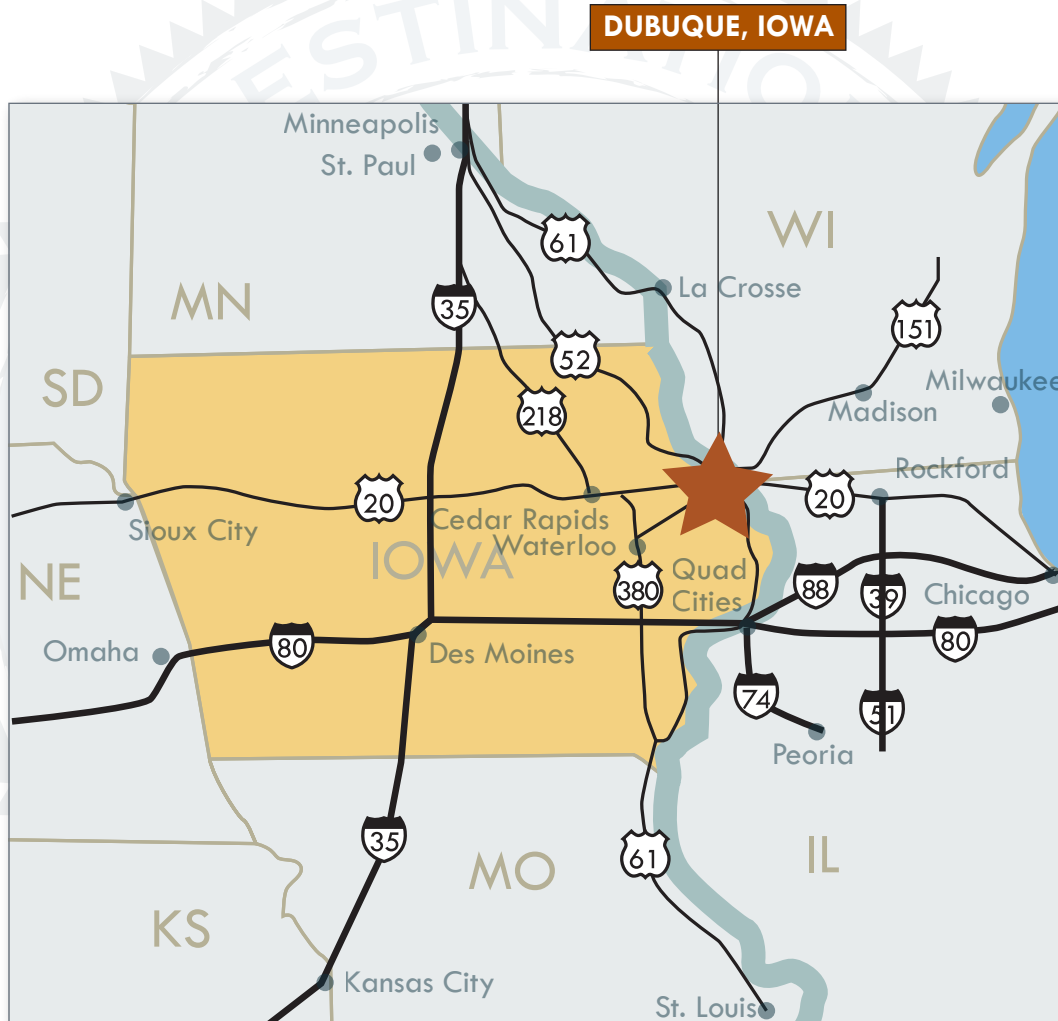 DUBUQUE, IOWA
ESTINATIO
Minneapolis
St. Paul
WI
61
La Crosse
MN
35
151
52
SD
Milwaukee
Madison
218
Rockford
20
20
Sioux City
Cedar Rapids
Waterloo
IOWA
NE
Quad
Cities
380
88
39
Chicago
Omaha
80
Des Moines
80
74
51
Peoria
35
61
MO
IL
KS
Kansas City
St. Louis